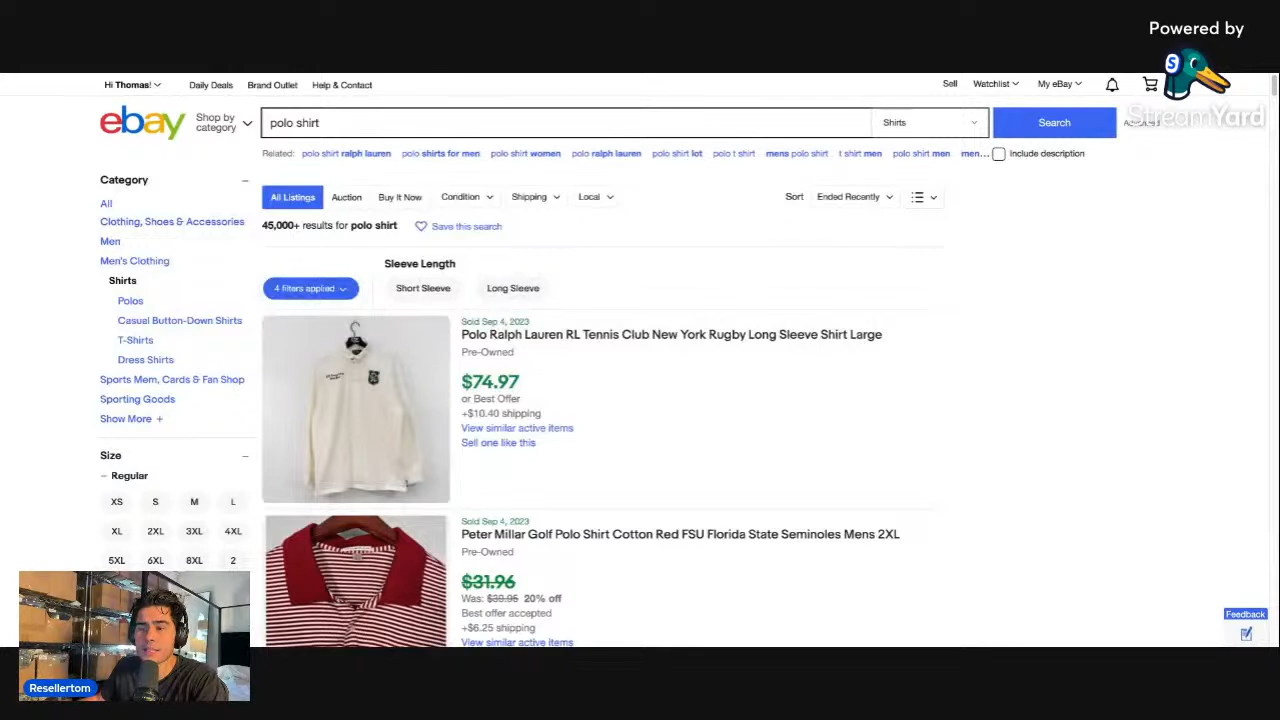 Powered by
StreamYard
Hi Thomas!
Daily Deals
Brand Outlet
Help & Contact
Sell
Watchlist
My eBay
ebay
Shop by category
polo shirt
Shirts
Search
Advanced
Related:
polo shirt ralph lauren
polo shirts for men
polo shirt women
polo ralph lauren
polo shirt lot
polo t shirt
mens polo shirt
t shirt men
polo shirt men
men...
Include description
Category
All
Clothing, Shoes & Accessories
Men
Men's Clothing
Shirts
Polos
Casual Button-Down Shirts
T-Shirts
Dress Shirts
Sports Mem, Cards & Fan Shop
Sporting Goods
Show More +
Size
Regular
XS S M L
XL 2XL 3XL 4XL
5XL 6XL 8XL 2
All Listings
Auction
Buy It Now
Condition
Shipping
Local
Sort
Ended Recently
45,000+ results for polo shirt
Save this search
Sleeve Length
4 filters applied
Short Sleeve
Long Sleeve
Sold Sep 4, 2023
Polo Ralph Lauren RL Tennis Club New York Rugby Long Sleeve Shirt Large
Pre-Owned
$74.97
or Best Offer
+$10.40 shipping
View similar active items
Sell one like this
Sold Sep 4, 2023
Peter Millar Golf Polo Shirt Cotton Red FSU Florida State Seminoles Mens 2XL
Pre-Owned
$31.96
Was: $39.95 20% off
Best offer accepted
+$6.25 shipping
View similar active items
Feedback
Resellertom